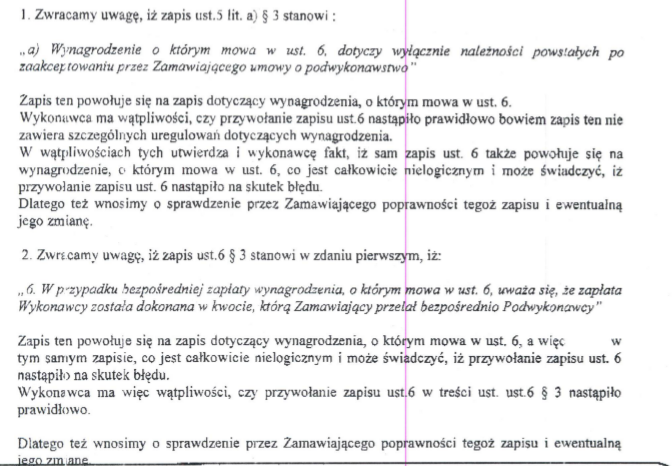 1. Zwracamy uwagę, iż zapis ust.5 lit. a) § 3 stanowi :
„a) Wynagrodzenie o którym mowa w ust. 6, dotyczy wyłącznie należności powstałych po
zaakceptowaniu przez Zamawiającego umowy o podwykonawstwo"
Zapis ten powołuje się na zapis dotyczący wynagrodzenia, o którym mowa w ust. 6.
Wykonawca ma wątpliwości, czy przywołanie zapisu ust.6 nastąpiło prawidłowo bowiem zapis ten nie
zawiera szczególnych uregulowań dotyczących wynagrodzenia.
W wątpliwościach tych utwierdza i wykonawcę fakt, iż sam zapis ust. 6 także powołuje się na
wynagrodzenie, o którym mowa w ust. 6, co jest całkowicie nielogicznym i może świadczyć, iż
przywołanie zapisu ust. 6 nastąpiło na skutek błędu.
Dlatego też wnosimy o sprawdzenie przez Zamawiającego poprawności tegoż zapisu i ewentualną
jego zmianę.
2. Zwracamy uwagę, iż zapis ust.6 § 3 stanowi w zdaniu pierwszym, iż:
„6. W przypadku bezpośredniej zapłaty wynagrodzenia, o którym mowa w ust. 6, uważa się, że zapłata
Wykonawcy została dokonana w kwocie, którą Zamawiający przelał bezpośrednio Podwykonawcy"
Zapis ten powołuje się na zapis dotyczący wynagrodzenia, o którym mowa w ust. 6, a więc w
tym samym zapisie, co jest całkowicie nielogicznym i może świadczyć, iż przywołanie zapisu ust. 6
nastąpiło na skutek błędu.
Wykonawca ma więc wątpliwości, czy przywołanie zapisu ust.6 w treści ust. ust.6 § 3 nastąpiło
prawidłowo.
Dlatego też wnosimy o sprawdzenie przez Zamawiającego poprawności tegoż zapisu i ewentualną
jego zmianę.